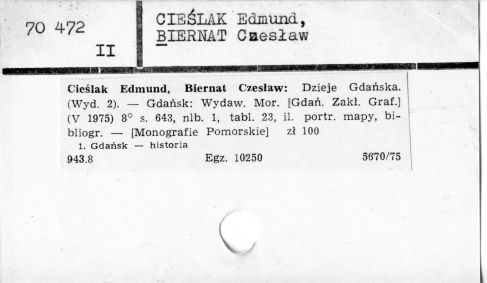 70 472
II
CIEŚLAK Edmund,
BIERNAT Czesław
Cieślak Edmund, Biernat Czesław: Dzieje Gdańska.
(Wyd. 2). — Gdańsk: Wydaw. Mor. [Gdań. Zakł. Graf.]
(V 1975) 8° s. 643, nlb. 1, tabl. 23, il. portr. mapy, bi-
bliogr. — [Monografie Pomorskie] zł 100
1. Gdańsk — historia
943.8 Egz. 10250 5670/75